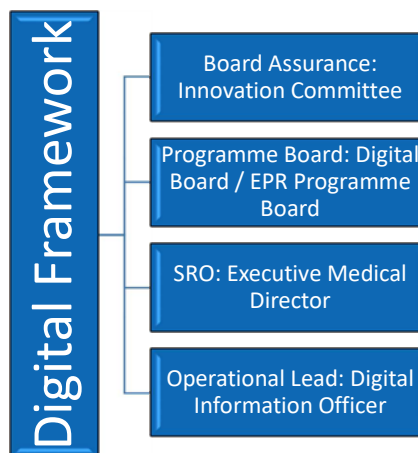 Digital Framework
Board Assurance:
Innovation Committee
Programme Board: Digital
Board / EPR Programme
Board
SRO: Executive Medical
Director
Operational Lead: Digital
Information Officer